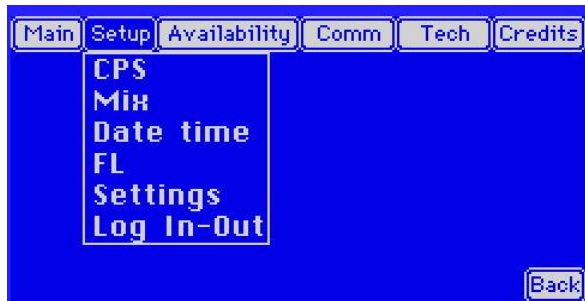 Main Setup Availability Comm Tech Credits
CPS
Mix
Date time
FL
Settings
Log In-Out
Back